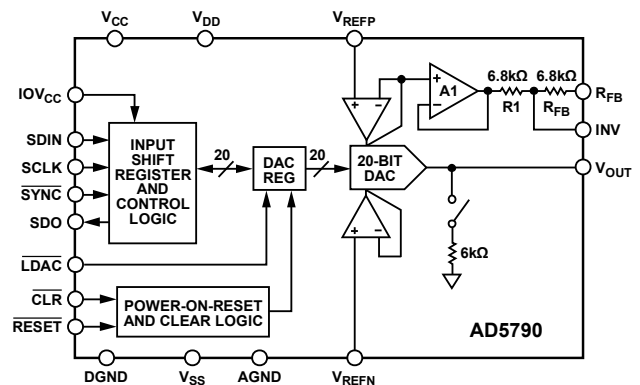 VCC
VDD
VREFP
IOVCC
SDIN
SCLK
SYNC
SDO
LDAC
CLR
RESET
INPUT
SHIFT
REGISTER
AND
CONTROL
LOGIC
20
DAC
REG
20
20-BIT
DAC
A1
6.8kΩ
R1
6.8kΩ
RFB
RFB
INV
VOUT
6kΩ
POWER-ON-RESET
AND CLEAR LOGIC
AD5790
DGND
VSS
AGND
VREFN